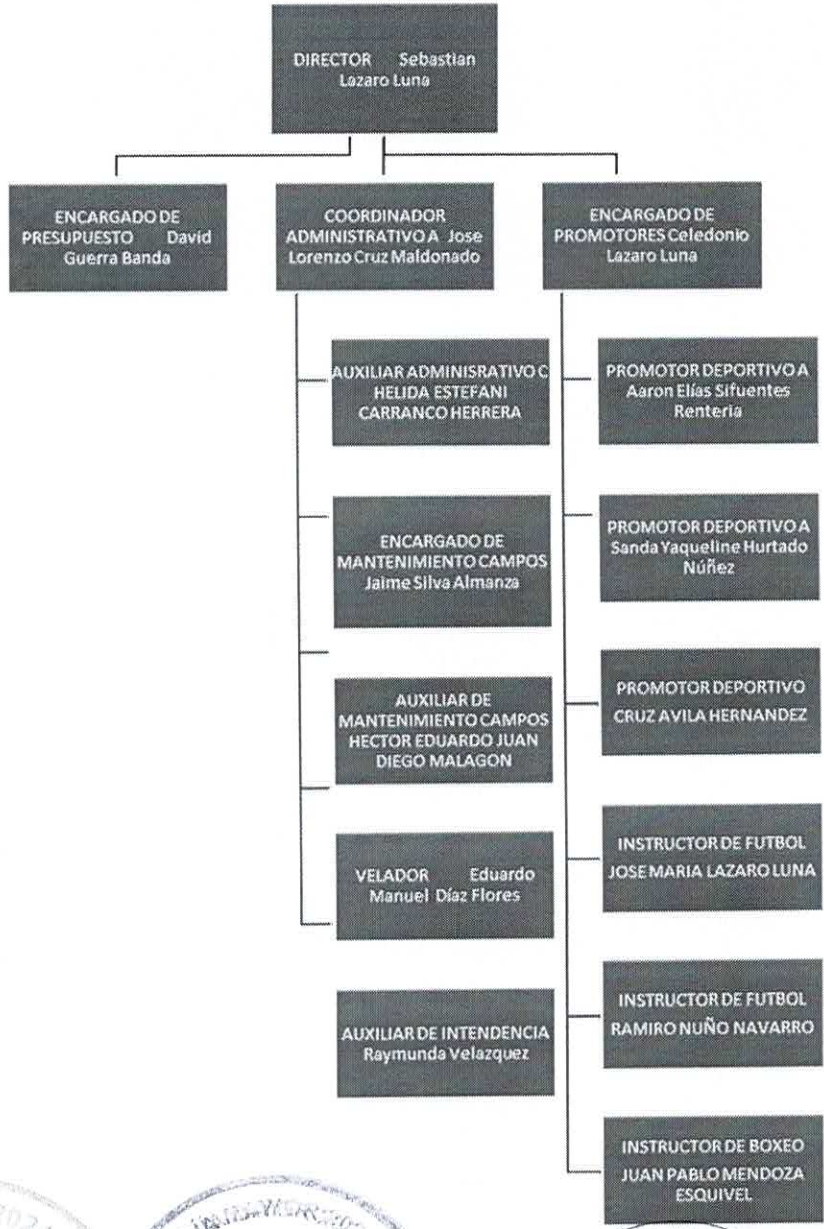 DIRECTOR Sebastian
Lazaro Luna
ENCARGADO DE
PRESUPUESTO David
Guerra Banda
COORDINADOR
ADMINISTRATIVO A Jose
Lorenzo Cruz Maldonado
ENCARGADO DE
PROMOTORES Celedonio
Lazaro Luna
AUXILIAR ADMINISRATIVO C
HELIDA ESTEFANI
CARRANCO HERRERA
ENCARGADO DE
MANTENIMIENTO CAMPOS
Jaime Silva Almanza
AUXILIAR DE
MANTENIMIENTO CAMPOS
HECTOR EDUARDO JUAN
DIEGO MALAGON
VELADOR Eduardo
Manuel Díaz Flores
AUXILIAR DE INTENDENCIA
Raymunda Velazquez
PROMOTOR DEPORTIVO A
Aaron Elías Sifuentes
Renteria
PROMOTOR DEPORTIVO A
Sanda Yaqueline Hurtado
Núñez
PROMOTOR DEPORTIVO
CRUZ AVILA HERNANDEZ
INSTRUCTOR DE FUTBOL
JOSE MARIA LAZARO LUNA
INSTRUCTOR DE FUTBOL
RAMIRO NUÑO NAVARRO
INSTRUCTOR DE BOXEO
JUAN PABLO MENDOZA
ESQUIVEL